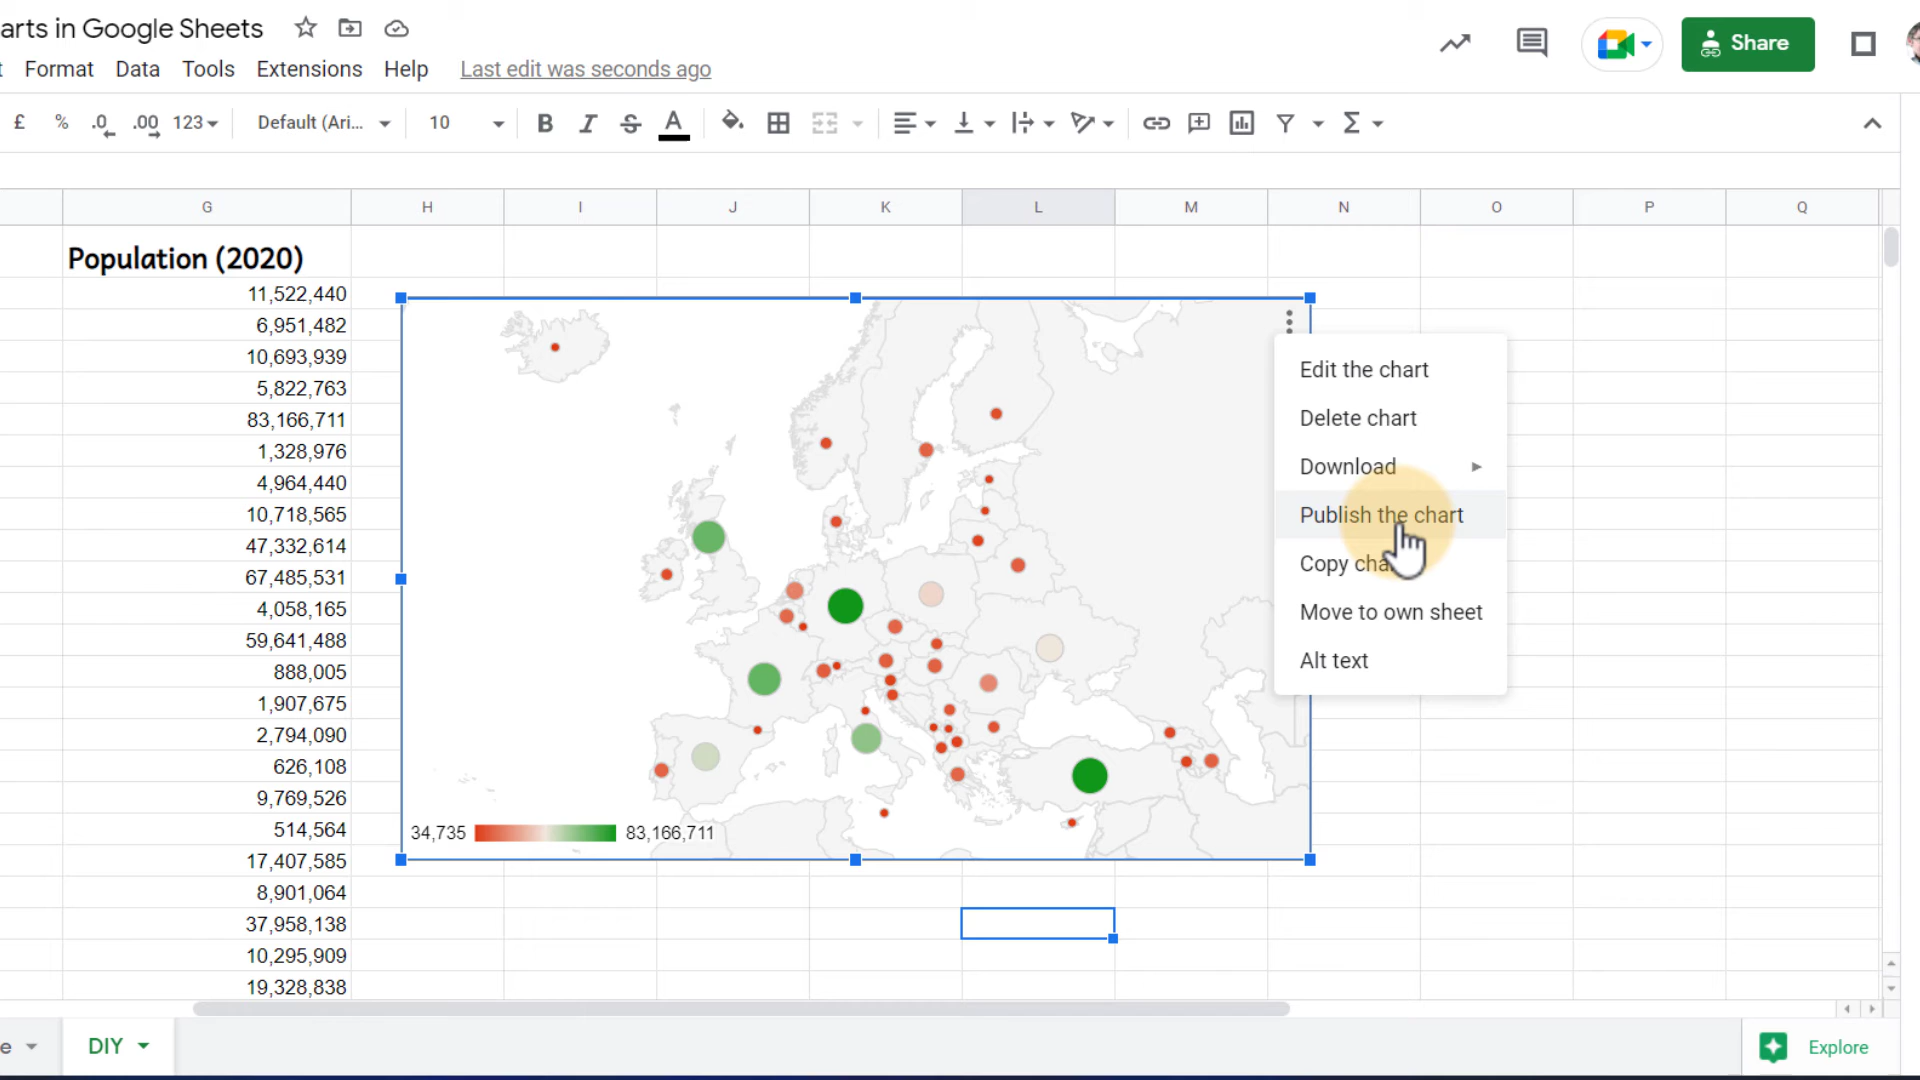 arts in Google Sheets
Share
Format Data Tools Extensions Help Last edit was seconds ago
£ % .0 .00 123 Default (Ari... 10 B I S A Σ
G H I J K L M N O P Q
Population (2020)
11,522,440
6,951,482
10,693,939
5,822,763
83,166,711
1,328,976
4,964,440
10,718,565
47,332,614
67,485,531
4,058,165
59,641,488
888,005
1,907,675
2,794,090
626,108
9,769,526
514,564
17,407,585
8,901,064
37,958,138
10,295,909
19,328,838
34,735 83,166,711
Edit the chart
Delete chart
Download
Publish the chart
Copy cha
Move to own sheet
Alt text
e DIY Explore